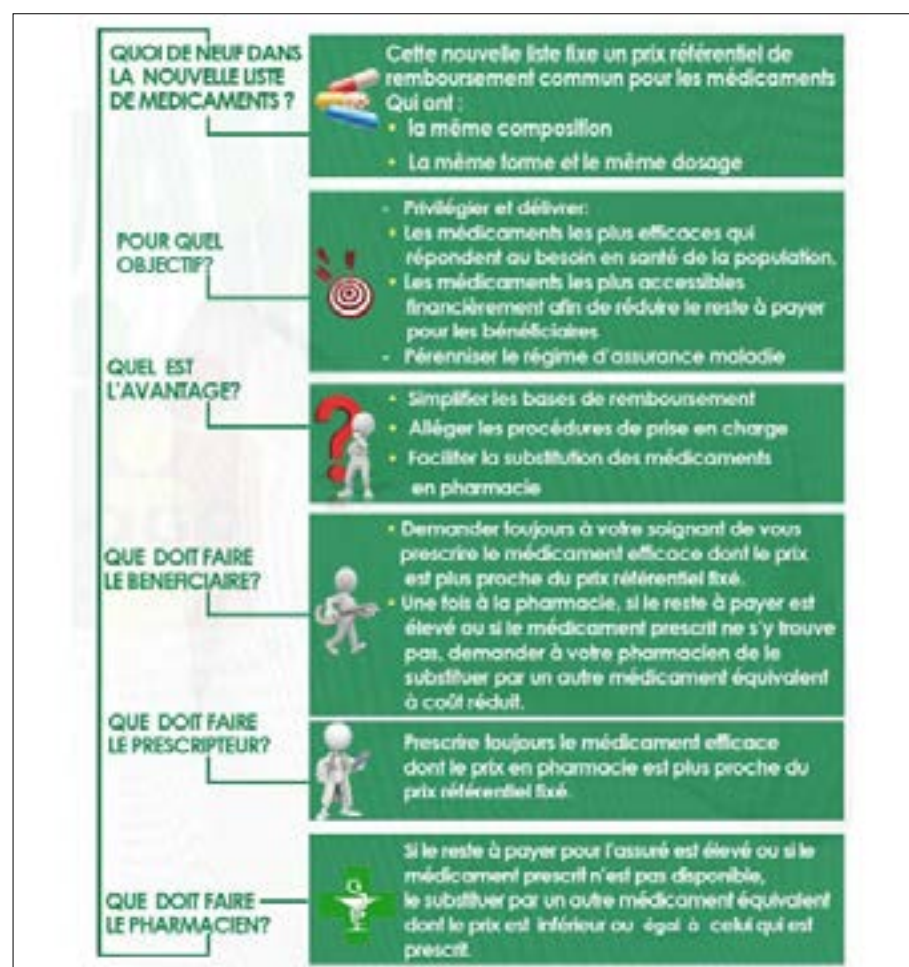 QUOI DE NEUF DANS
LA NOUVELLE LISTE
DE MEDICAMENTS ?
Cette nouvelle liste fixe un prix référentiel de
remboursement commun pour les médicaments
Qui ont :
• la même composition
• La même forme et le même dosage
POUR QUEL
OBJECTIF?
- Privilégier et délivrer:
• Les médicaments les plus efficaces qui
répondent au besoin en santé de la population,
• Les médicaments les plus accessibles
financièrement afin de réduire le reste à payer
pour les bénéficiaires
- Pérenniser le régime d'assurance maladie
QUEL EST
L'AVANTAGE?
• Simplifier les bases de remboursement
• Alléger les procédures de prise en charge
• Faciliter la substitution des médicaments
en pharmacie
QUE DOIT FAIRE
LE BENEFICIAIRE?
• Demander toujours à votre soignant de vous
prescrire le médicament efficace dont le prix
est plus proche du prix référentiel fixé.
• Une fois à la pharmacie, si le reste à payer est
élevé ou si le médicament prescrit ne s'y trouve
pas, demander à votre pharmacien de le
substituer par un autre médicament équivalent
à coût réduit.
QUE DOIT FAIRE
LE PRESCRIPTEUR?
Prescrire toujours le médicament efficace
dont le prix en pharmacie est plus proche du
prix référentiel fixé.
QUE DOIT FAIRE
LE PHARMACIEN?
Si le reste à payer pour l'assuré est élevé ou si le
médicament prescrit n'est pas disponible,
le substituer par un autre médicament équivalent
dont le prix est inférieur ou égal à celui qui est
prescrit.